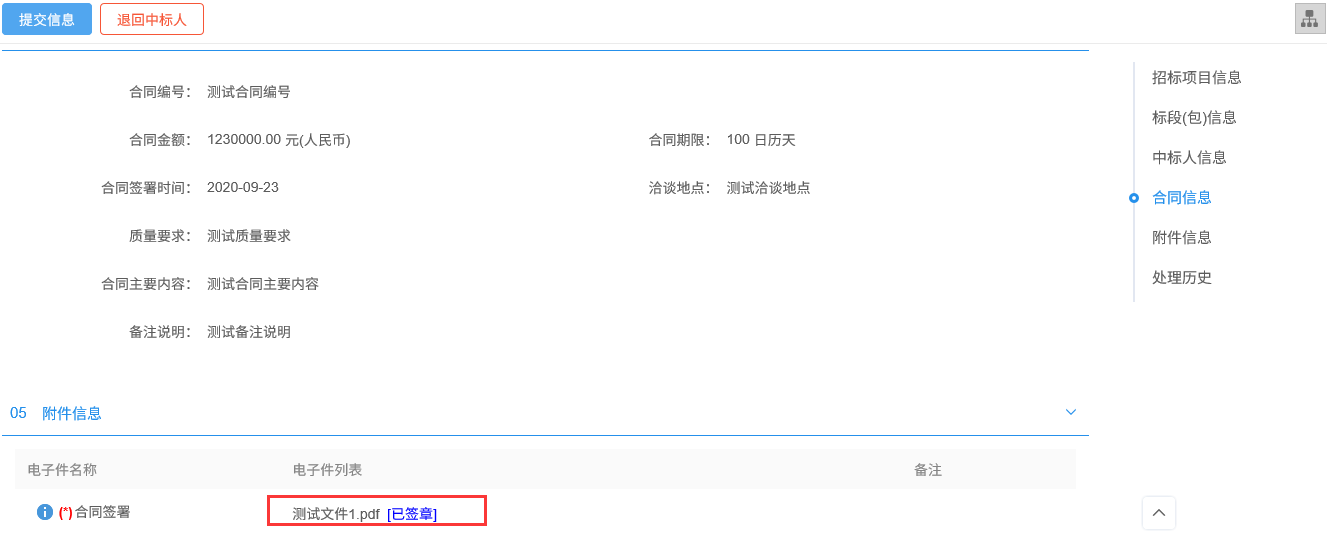 提交信息 退回中标人
合同编号： 测试合同编号
合同金额： 1230000.00 元(人民币) 合同期限： 100 日历天
合同签署时间： 2020-09-23 洽谈地点： 测试洽谈地点
质量要求： 测试质量要求
合同主要内容： 测试合同主要内容
备注说明： 测试备注说明
05 附件信息
电子件名称 电子件列表 备注
(*)合同签署 测试文件1.pdf [已签章]
招标项目信息
标段(包)信息
中标人信息
合同信息
附件信息
处理历史